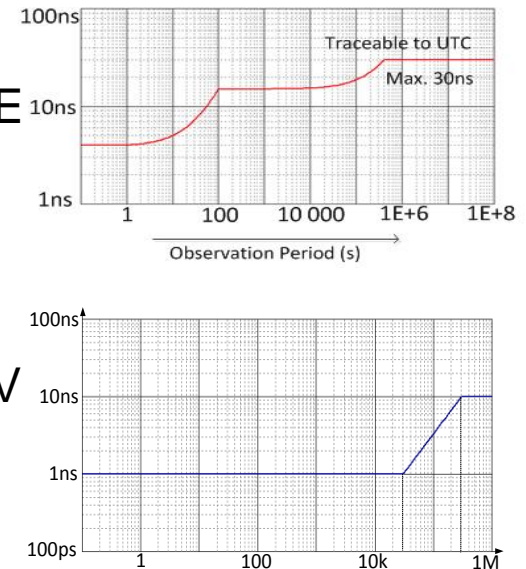 100ns
Traceable to UTC
Max. 30ns
E
10ns
1ns
1 100 10 000 1E+6 1E+8
Observation Period (s)
100ns
V
10ns
1ns
100ps
1 100 10k 1M